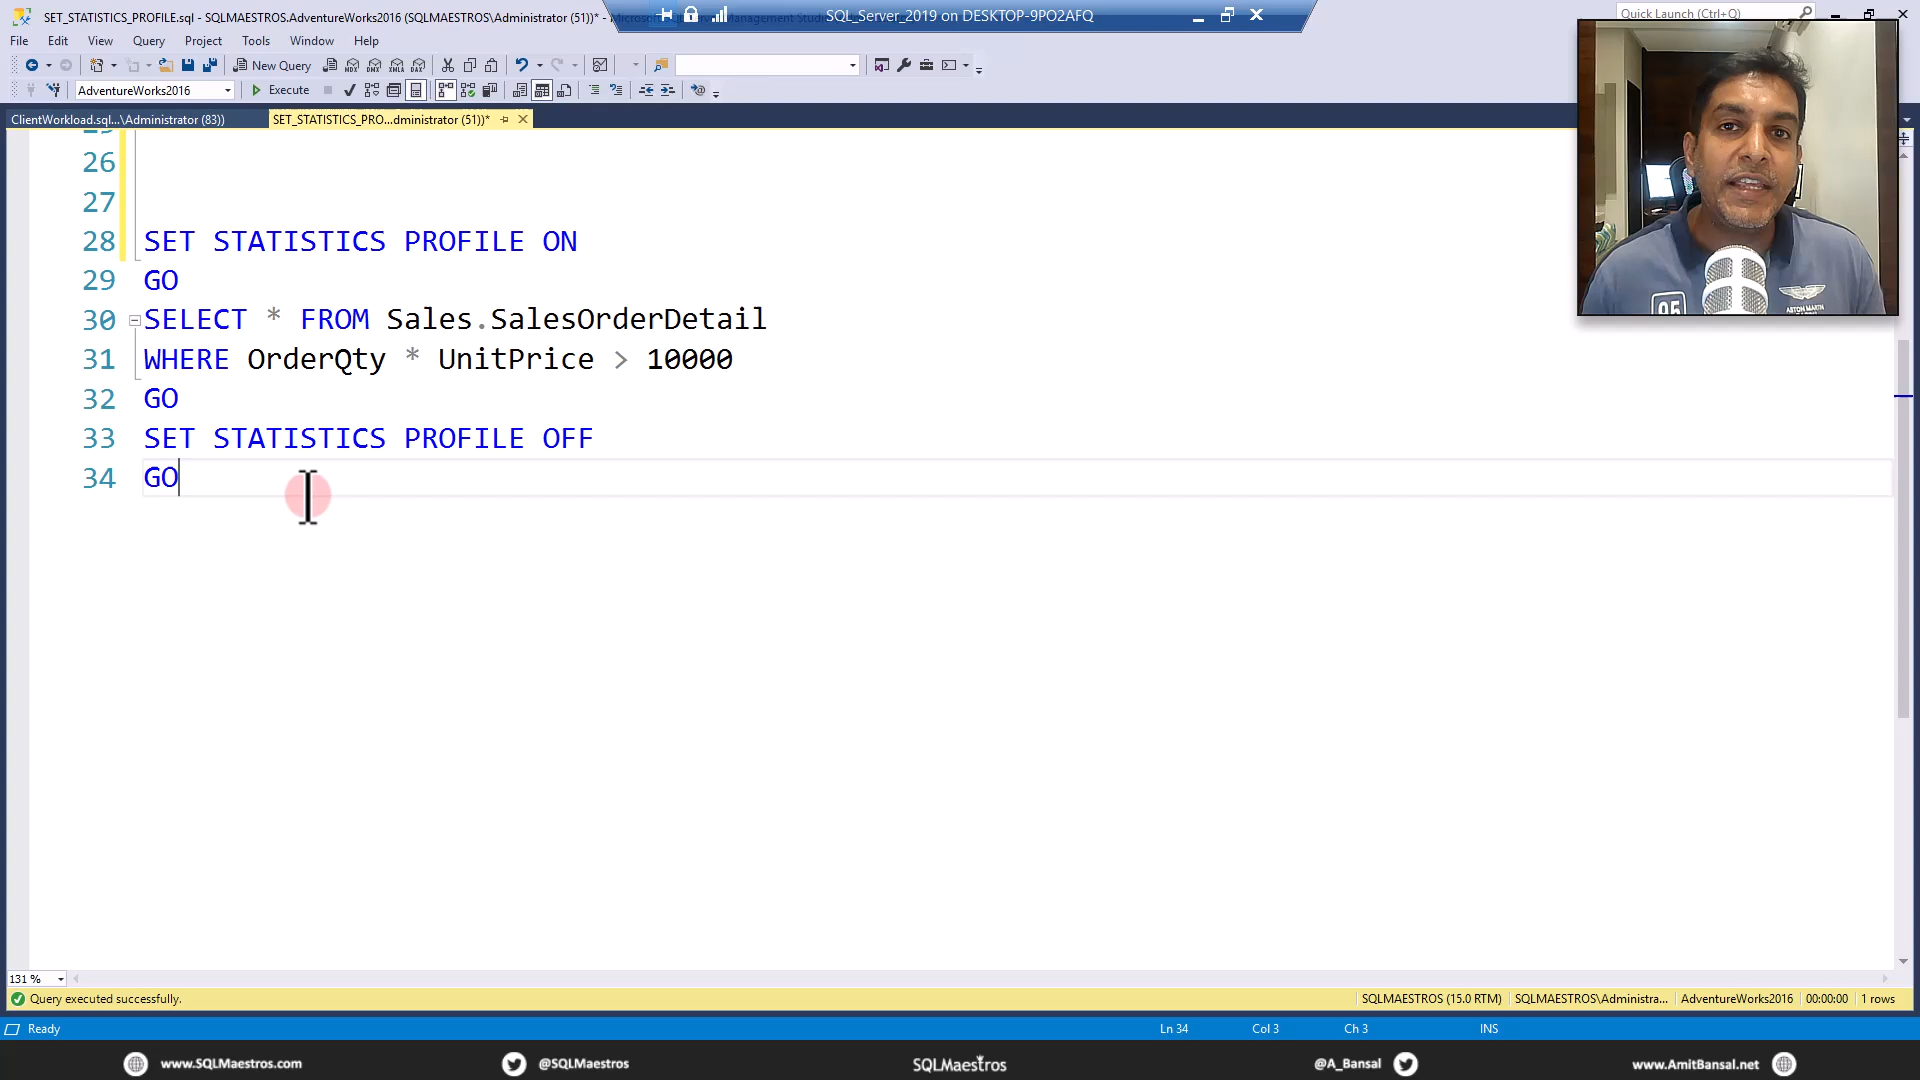 SET_STATISTICS_PROFILE.sql - SQLMAESTROS.AdventureWorks2016 (SQLMAESTROS\Administrator (51))*
SQL_Server_2019 on DESKTOP-9PO2AFQ
Quick Launch (Ctrl+Q)
File Edit View Query Project Tools Window Help
New Query
AdventureWorks2016 Execute
ClientWorkload.sql...\Administrator (83)) SET_STATISTICS_PRO...dministrator (51))*
26
27
28 SET STATISTICS PROFILE ON
29 GO
30 SELECT * FROM Sales.SalesOrderDetail
31 WHERE OrderQty * UnitPrice > 10000
32 GO
33 SET STATISTICS PROFILE OFF
34 GO
95
ASTON MARTIN
131 %
Query executed successfully. SQLMAESTROS (15.0 RTM) SQLMAESTROS\Administra... AdventureWorks2016 00:00:00 1 rows
Ready Ln 34 Col 3 Ch 3 INS
www.SQLMaestros.com @SQLMaestros SQLMaestros @A_Bansal www.AmitBansal.net